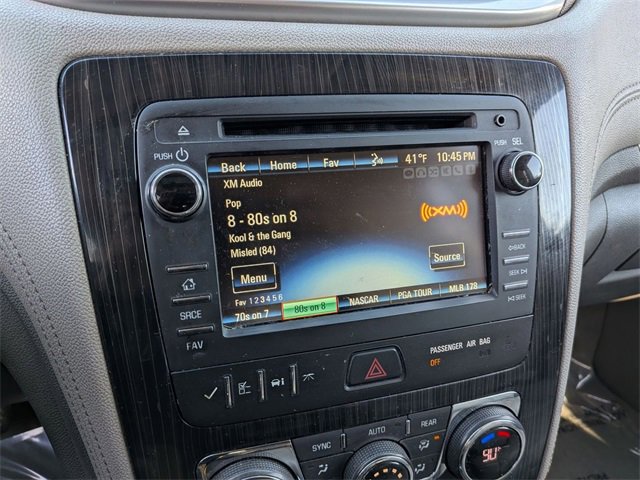 PUSH
PUSH SEL
Back Home Fav 41°F 10:45 PM
XM Audio
Pop
8 - 80s on 8
Kool & the Gang
Misled (84)
((XM))
Menu
Source
Fav 1 2 3 4 5 6
70s on 7 80s on 8 NASCAR PGA TOUR MLB 178
BACK
SEEK
SEEK
SRCE
FAV
PASSENGER AIR BAG
OFF
SYNC AUTO REAR
90°